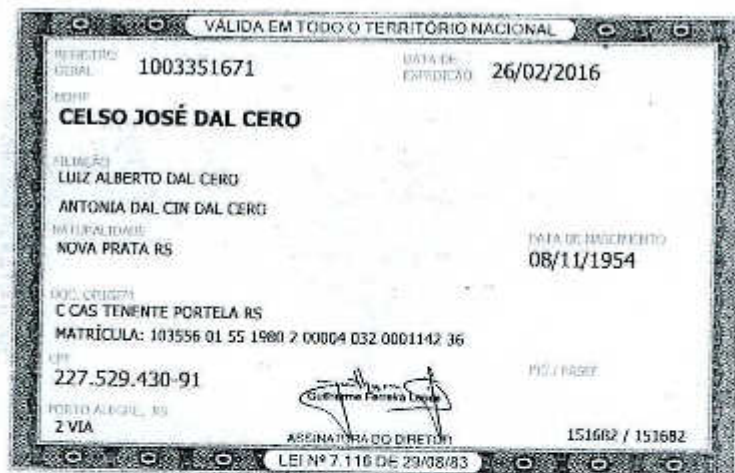 VÁLIDA EM TODO O TERRITÓRIO NACIONAL
REGISTRO GERAL 1003351671 DATA DE EXPEDIÇÃO 26/02/2016
NOME
CELSO JOSÉ DAL CERO
FILIAÇÃO
LUIZ ALBERTO DAL CERO
ANTONIA DAL CIN DAL CERO
NATURALIDADE DATA DE NASCIMENTO
NOVA PRATA RS 08/11/1954
DOC. ORIGEM
C CAS TENENTE PORTELA RS
MATRÍCULA: 103556 01 55 1980 2 00004 032 0001142 36
CPF PIS / PASEP
227.529.430-91
Guilherme Ferreira Lopes
PORTO ALEGRE, RS
2 VIA ASSINATURA DO DIRETOR 151682 / 151682
LEI Nº 7.116 DE 29/08/83